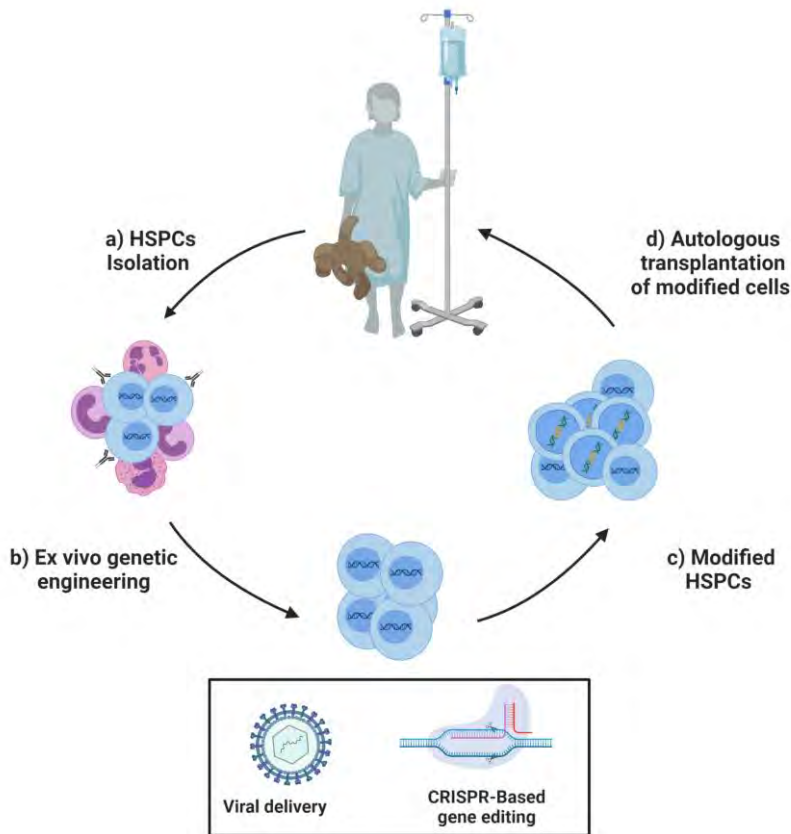 a) HSPCs
Isolation
d) Autologous
transplantation
of modified cells
b) Ex vivo genetic
engineering
c) Modified
HSPCs
Viral delivery
CRISPR-Based
gene editing